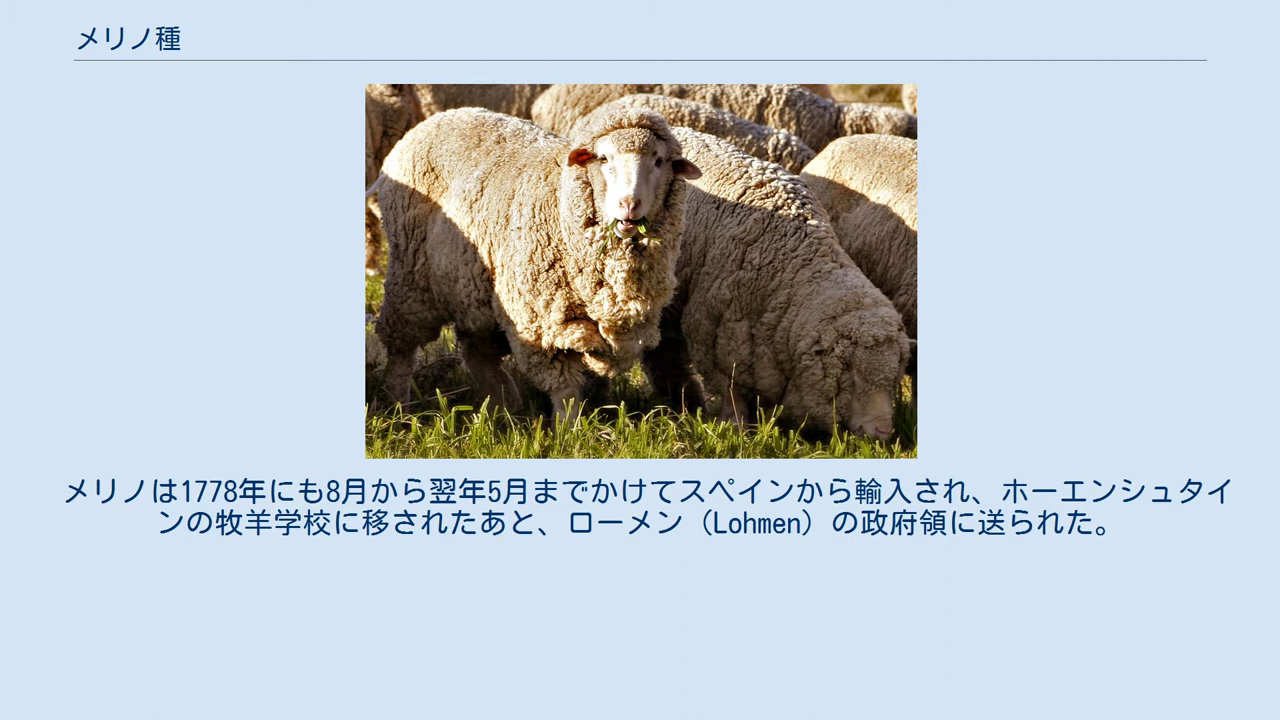 メリノ種
メリノは1778年にも8月から翌年5月までかけてスペインから輸入され、ホーエンシュタイ
ンの牧羊学校に移されたあと、ローメン（Lohmen）の政府領に送られた。